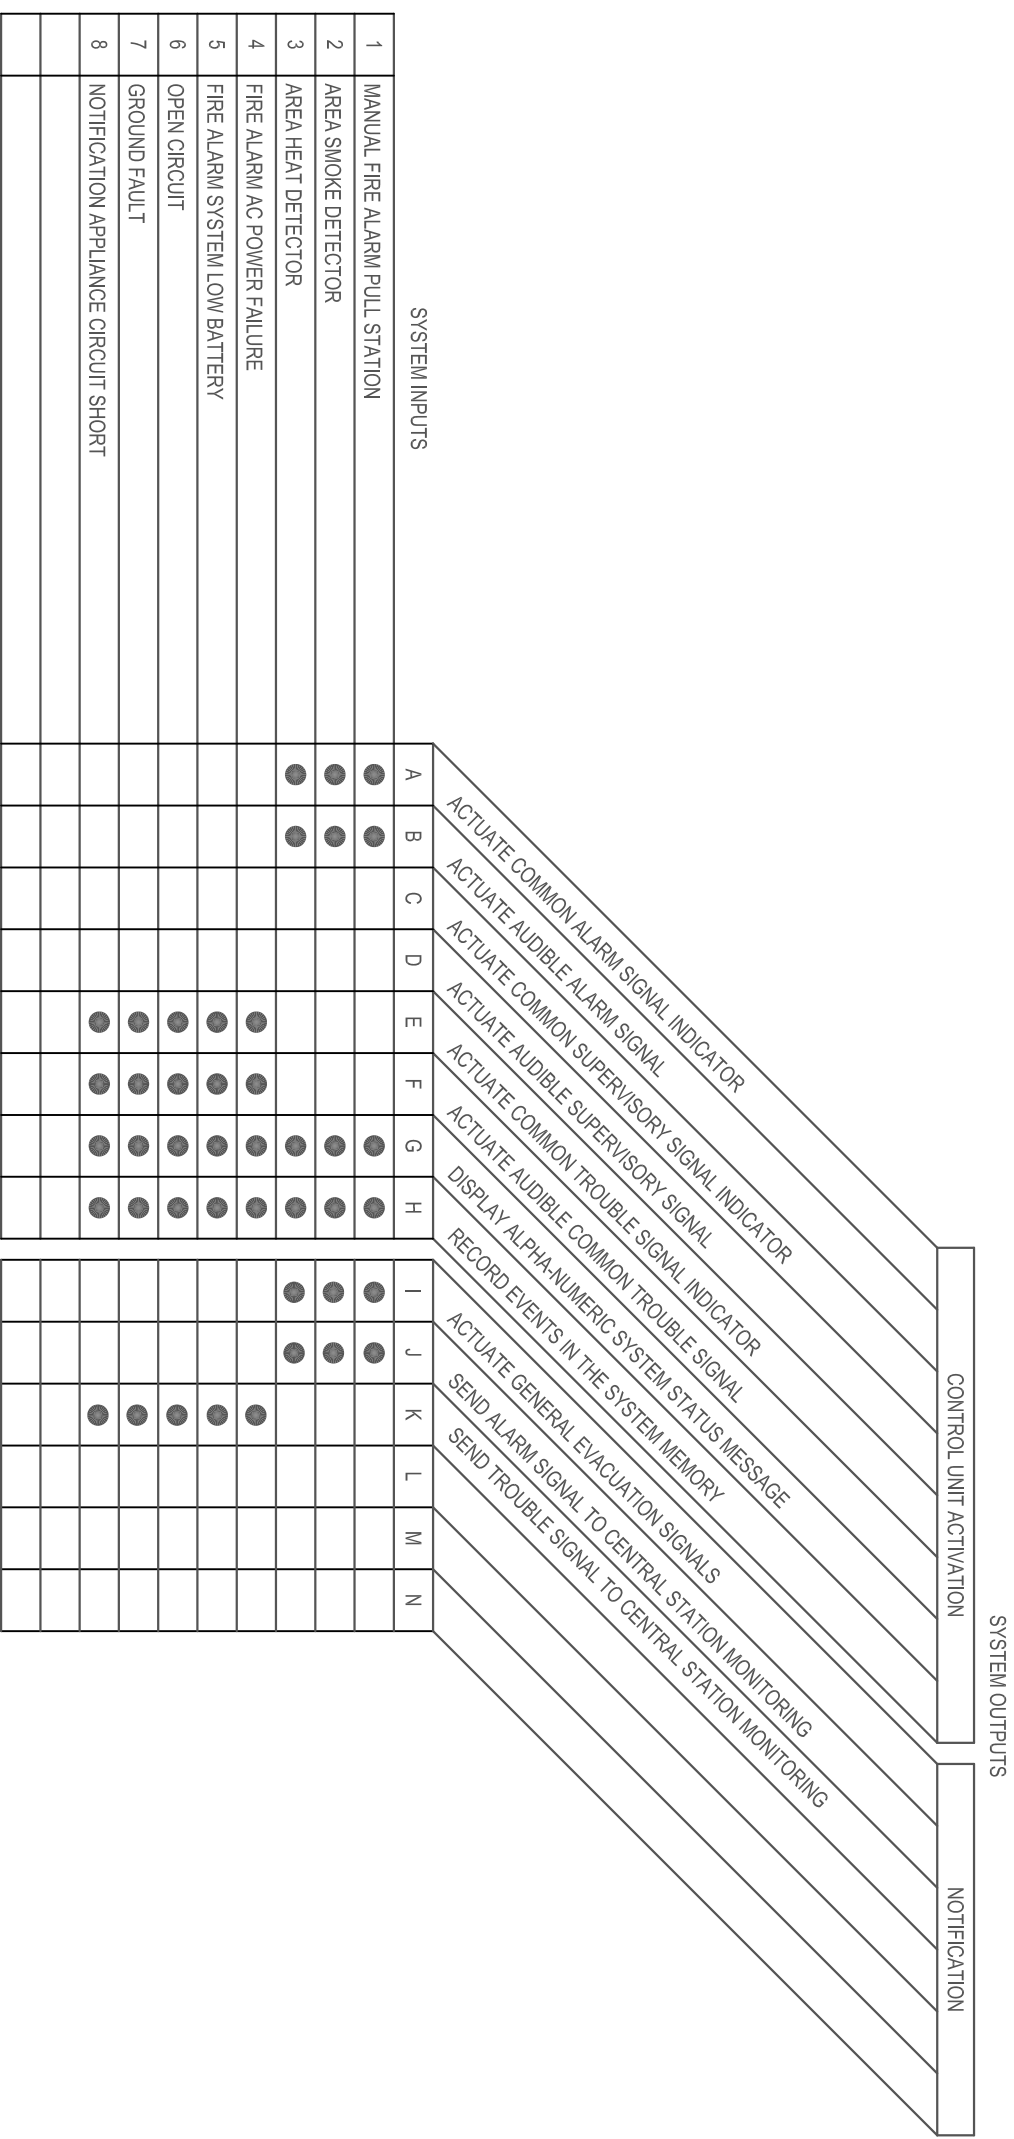 SYSTEM OUTPUTS
CONTROL UNIT ACTIVATION
NOTIFICATION
ACTUATE COMMON ALARM SIGNAL INDICATOR
ACTUATE AUDIBLE ALARM SIGNAL
ACTUATE COMMON SUPERVISORY SIGNAL INDICATOR
ACTUATE AUDIBLE SUPERVISORY SIGNAL
ACTUATE COMMON TROUBLE SIGNAL INDICATOR
ACTUATE AUDIBLE COMMON TROUBLE SIGNAL
DISPLAY ALPHA-NUMERIC SYSTEM STATUS MESSAGE
RECORD EVENTS IN THE SYSTEM MEMORY
ACTUATE GENERAL EVACUATION SIGNALS
SEND ALARM SIGNAL TO CENTRAL STATION MONITORING
SEND TROUBLE SIGNAL TO CENTRAL STATION MONITORING
SYSTEM INPUTS
A B C D E F G H I J K L M N
1 MANUAL FIRE ALARM PULL STATION
2 AREA SMOKE DETECTOR
3 AREA HEAT DETECTOR
4 FIRE ALARM AC POWER FAILURE
5 FIRE ALARM SYSTEM LOW BATTERY
6 OPEN CIRCUIT
7 GROUND FAULT
8 NOTIFICATION APPLIANCE CIRCUIT SHORT